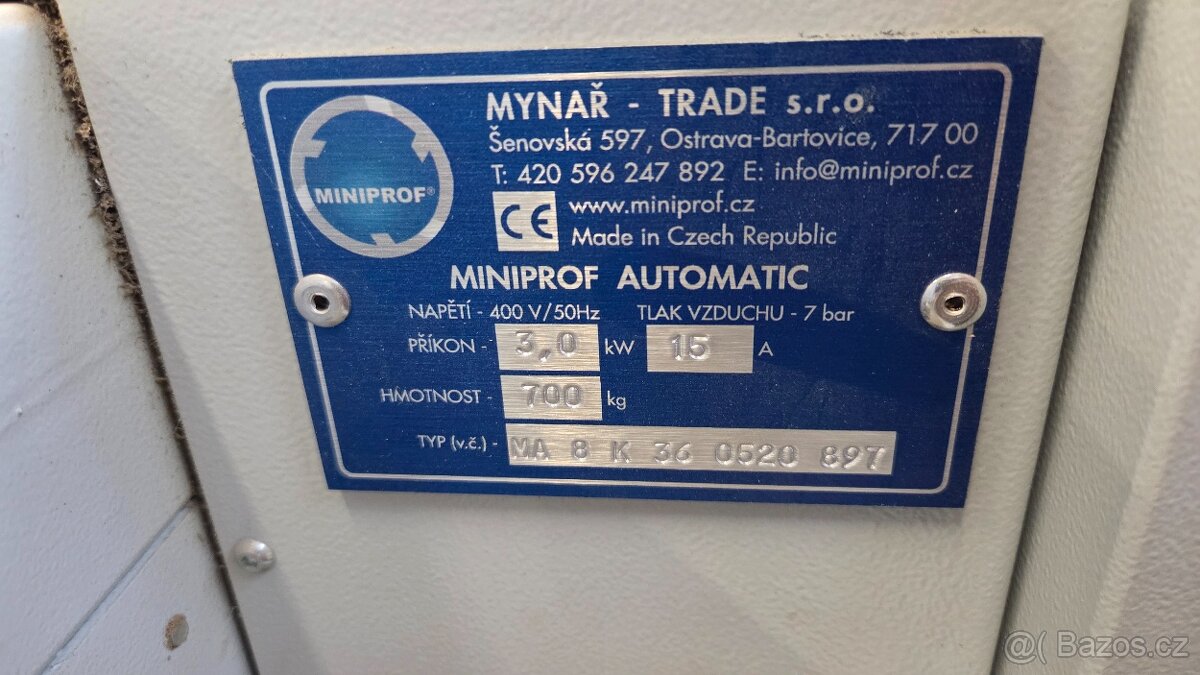 MINIPROF®
MYNAŘ - TRADE s.r.o.
Šenovská 597, Ostrava-Bartovice, 717 00
T: 420 596 247 892 E: info@miniprof.cz
CE www.miniprof.cz
Made in Czech Republic
MINIPROF AUTOMATIC
NAPĚTÍ - 400 V/50Hz TLAK VZDUCHU - 7 bar
PŘÍKON - 3,0 kW 15 A
HMOTNOST - 700 kg
TYP (v.č.) - MA 8 K 36 0520 897
Bazos.cz